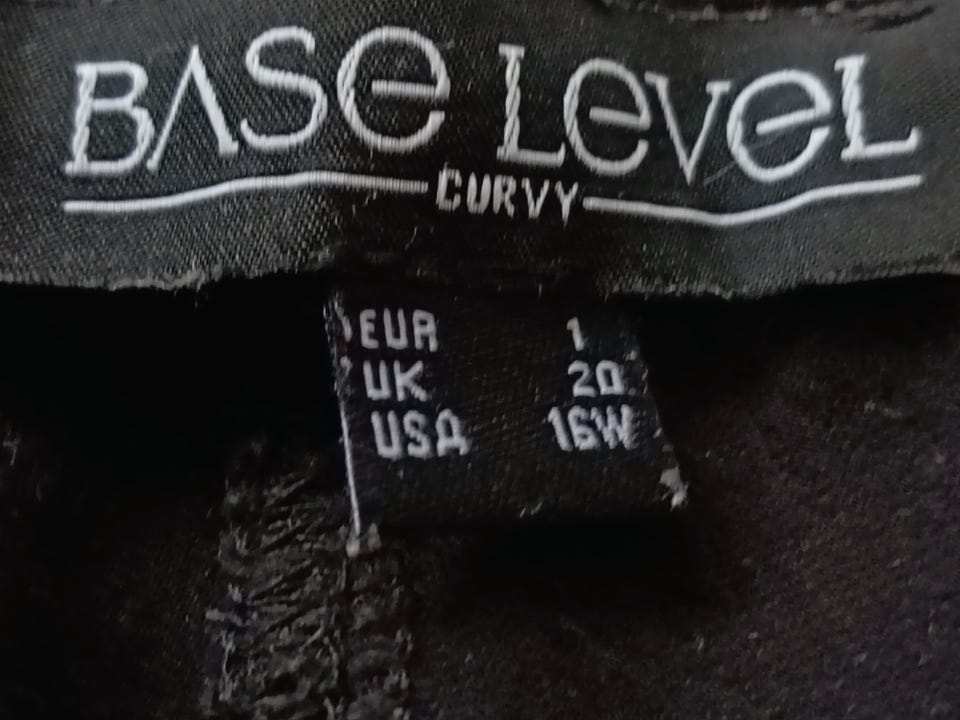 BASE LEVEL
CURVY
EUR 1
UK 20
USA 16W